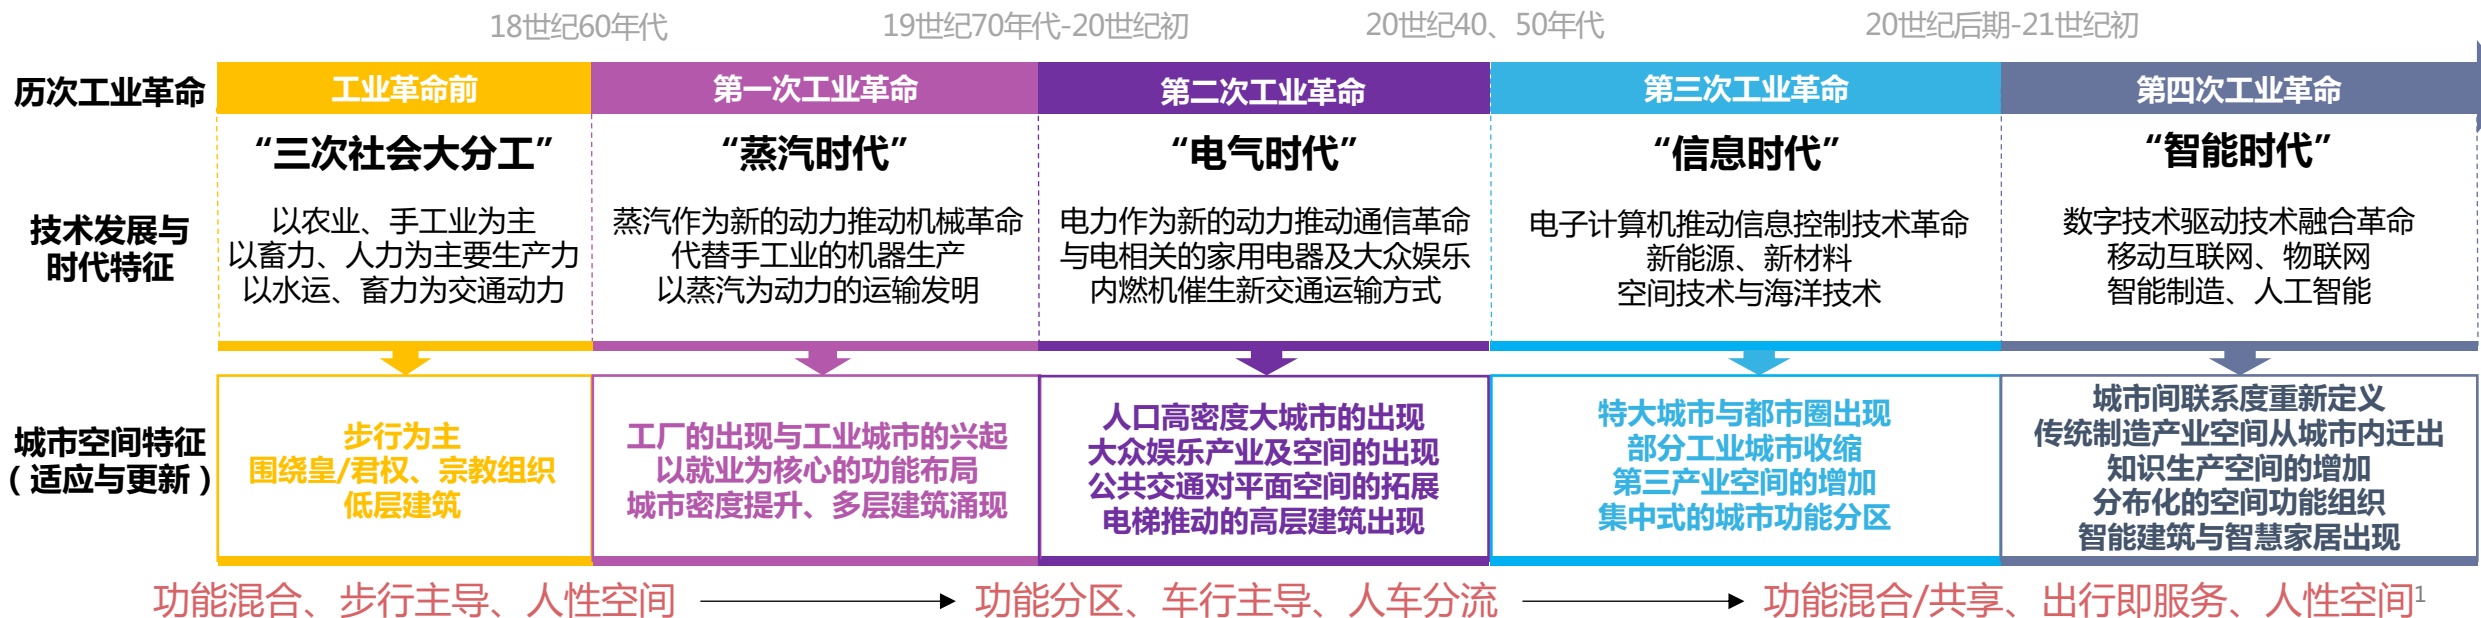 18世纪60年代
19世纪70年代-20世纪初
20世纪40、50年代
20世纪后期-21世纪初
历次工业革命
工业革命前
第一次工业革命
第二次工业革命
第三次工业革命
第四次工业革命
技术发展与
时代特征
“三次社会大分工”
以农业、手工业为主
以畜力、人力为主要生产力
以水运、畜力为交通动力
“蒸汽时代”
蒸汽作为新的动力推动机械革命
代替手工业的机器生产
以蒸汽为动力的运输发明
“电气时代”
电力作为新的动力推动通信革命
与电相关的家用电器及大众娱乐
内燃机催生新交通运输方式
“信息时代”
电子计算机推动信息控制技术革命
新能源、新材料
空间技术与海洋技术
“智能时代”
数字技术驱动技术融合革命
移动互联网、物联网
智能制造、人工智能
城市空间特征
（适应与更新）
步行为主
围绕皇/君权、宗教组织
低层建筑
工厂的出现与工业城市的兴起
以就业为核心的功能布局
城市密度提升、多层建筑涌现
人口高密度大城市的出现
大众娱乐产业及空间的出现
公共交通对平面空间的拓展
电梯推动的高层建筑出现
特大城市与都市圈出现
部分工业城市收缩
第三产业空间的增加
集中式的城市功能分区
城市间联系度重新定义
传统制造产业空间从城市内迁出
知识生产空间的增加
分布化的空间功能组织
智能建筑与智慧家居出现
功能混合、步行主导、人性空间
功能分区、车行主导、人车分流
功能混合/共享、出行即服务、人性空间1